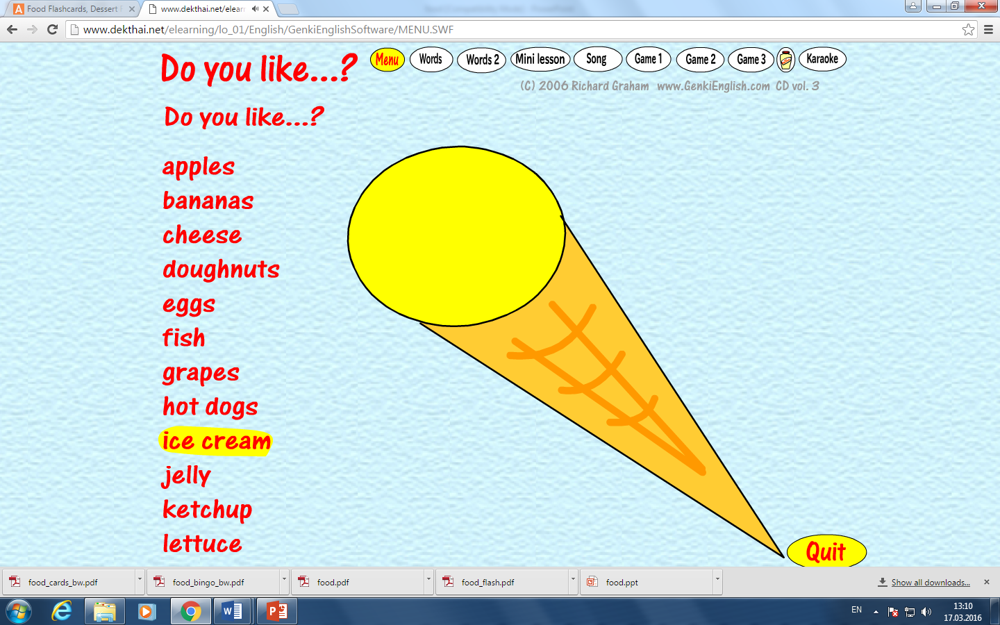 Food Flashcards, Dessert
www.dekthai.net/elearn
www.dekthai.net/elearning/lo_01/English/GenkiEnglishSoftware/MENU.SWF
Do you like...?
Menu Words Words 2 Mini lesson Song Game 1 Game 2 Game 3 Karaoke
(C) 2006 Richard Graham www.GenkiEnglish.com CD vol. 3
Do you like...?
apples
bananas
cheese
doughnuts
eggs
fish
grapes
hot dogs
ice cream
jelly
ketchup
lettuce
Quit
food_cards_bw.pdf food_bingo_bw.pdf food.pdf food_flash.pdf food.ppt Show all downloads...
EN 13:10
17.03.2016